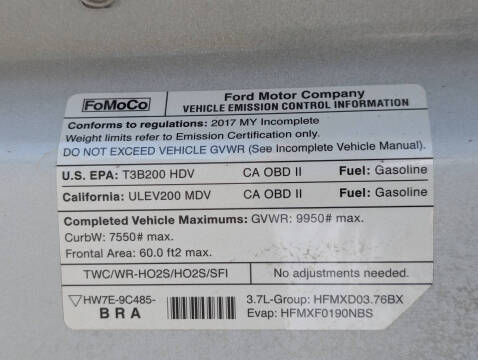 FoMoCo
Ford Motor Company
VEHICLE EMISSION CONTROL INFORMATION
Conforms to regulations: 2017 MY Incomplete
Weight limits refer to Emission Certification only.
DO NOT EXCEED VEHICLE GVWR (See Incomplete Vehicle Manual).
U.S. EPA: T3B200 HDV CA OBD II Fuel: Gasoline
California: ULEV200 MDV CA OBD II Fuel: Gasoline
Completed Vehicle Maximums: GVWR: 9950# max.
CurbW: 7550# max.
Frontal Area: 60.0 ft2 max.
TWC/WR-HO2S/HO2S/SFI No adjustments needed.
HW7E-9C485- 3.7L-Group: HFMXD03.76BX
BRA Evap: HFMXF0190NBS